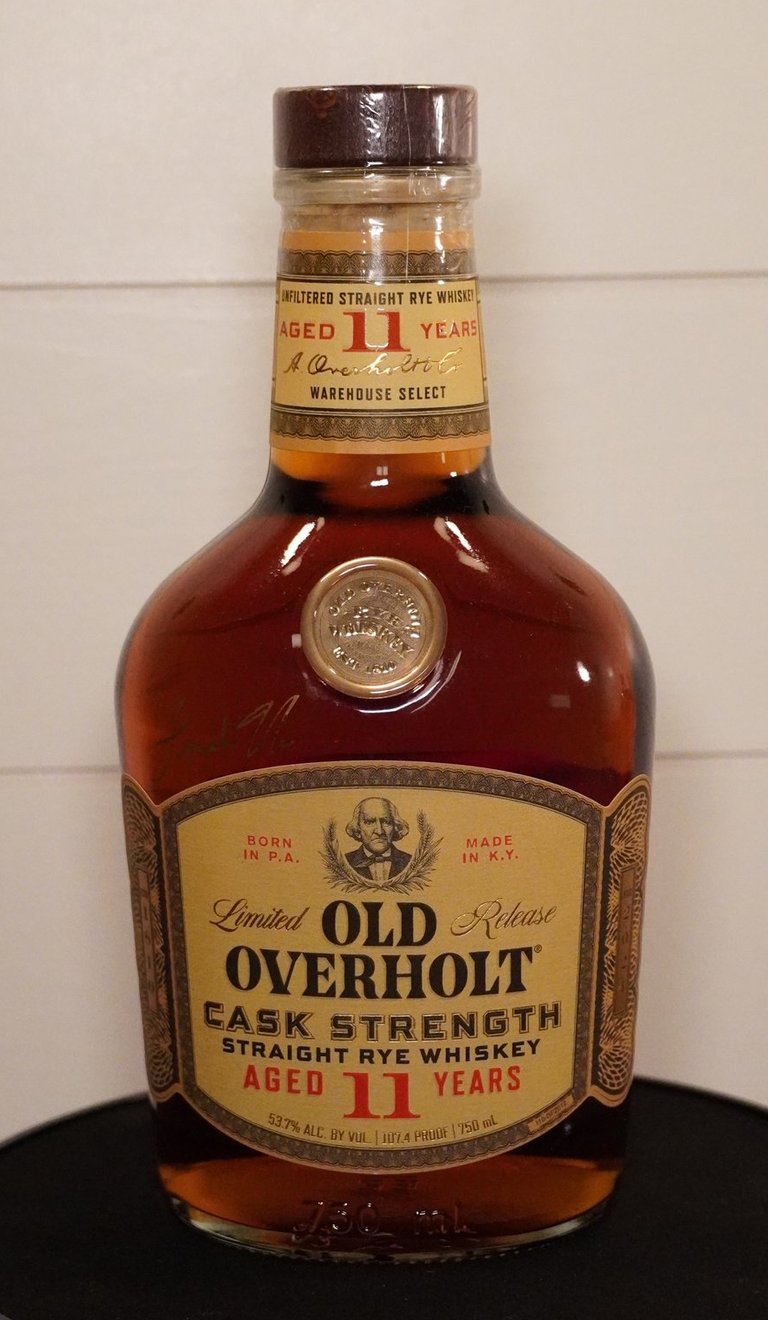 UNFILTERED STRAIGHT RYE WHISKEY
AGED 11 YEARS
A. Overholt & Co
WAREHOUSE SELECT
OLD OVERHOLT
RYE
WHISKEY
ESTD. 1810
BORN IN P.A.
MADE IN K.Y.
Limited Release
OLD
OVERHOLT®
CASK STRENGTH
STRAIGHT RYE WHISKEY
AGED 11 YEARS
53.7% ALC. BY VOL. | 107.4 PROOF | 750 mL
750 mL